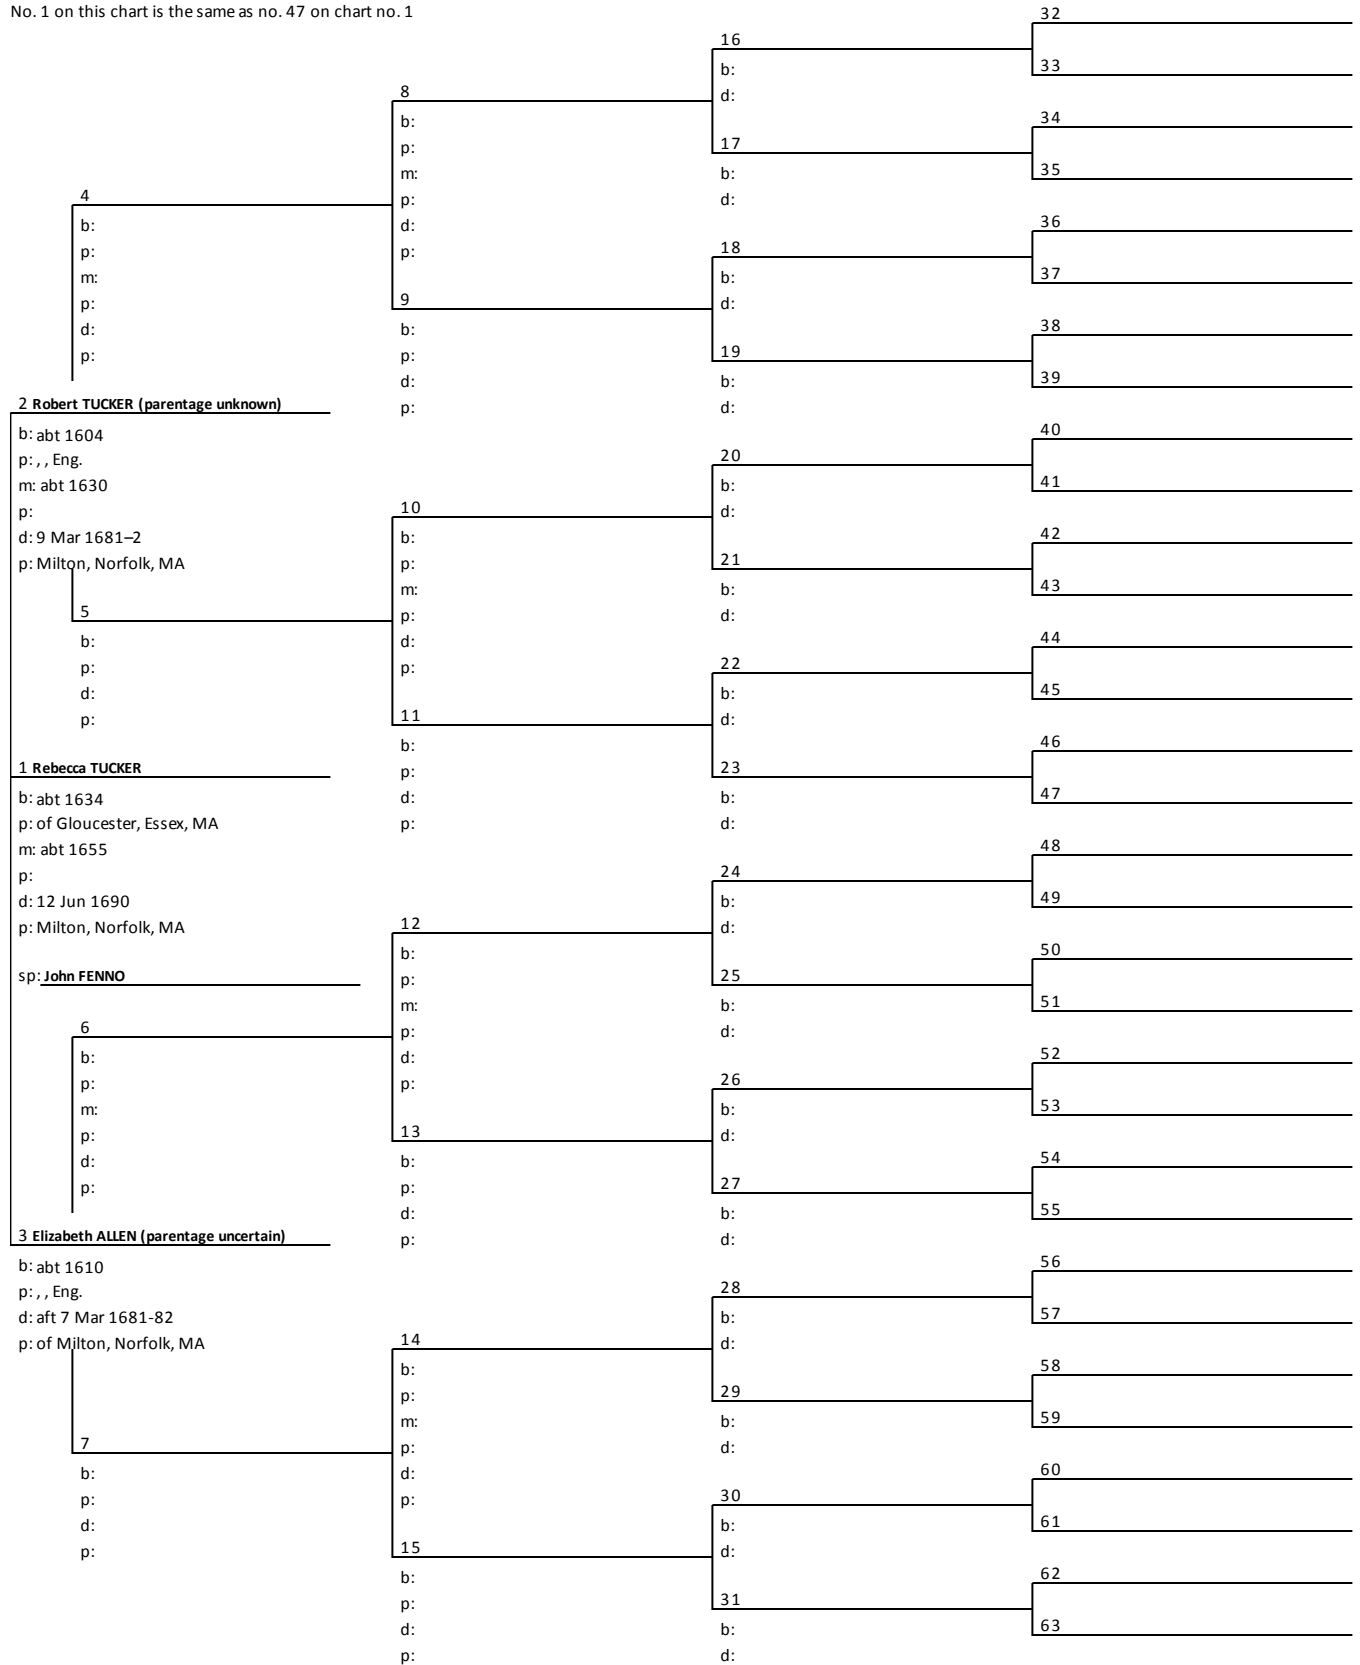 No. 1 on this chart is the same as no. 47 on chart no. 1
4
b:
p:
m:
p:
d:
p:
2 Robert TUCKER (parentage unknown)
b: abt 1604
p: , , Eng.
m: abt 1630
p:
d: 9 Mar 1681–2
p: Milton, Norfolk, MA
5
b:
p:
d:
p:
1 Rebecca TUCKER
b: abt 1634
p: of Gloucester, Essex, MA
m: abt 1655
p:
d: 12 Jun 1690
p: Milton, Norfolk, MA
sp: John FENNO
6
b:
p:
m:
p:
d:
p:
3 Elizabeth ALLEN (parentage uncertain)
b: abt 1610
p: , , Eng.
d: aft 7 Mar 1681-82
p: of Milton, Norfolk, MA
7
b:
p:
d:
p:
8
b:
p:
m:
p:
d:
p:
9
b:
p:
d:
p:
10
b:
p:
m:
p:
d:
p:
11
b:
p:
d:
p:
12
b:
p:
m:
p:
d:
p:
13
b:
p:
d:
p:
14
b:
p:
m:
p:
d:
p:
15
b:
p:
d:
p:
16
b:
d:
17
b:
d:
18
b:
d:
19
b:
d:
20
b:
d:
21
b:
d:
22
b:
d:
23
b:
d:
24
b:
d:
25
b:
d:
26
b:
d:
27
b:
d:
28
b:
d:
29
b:
d:
30
b:
d:
31
b:
d:
32
33
34
35
36
37
38
39
40
41
42
43
44
45
46
47
48
49
50
51
52
53
54
55
56
57
58
59
60
61
62
63